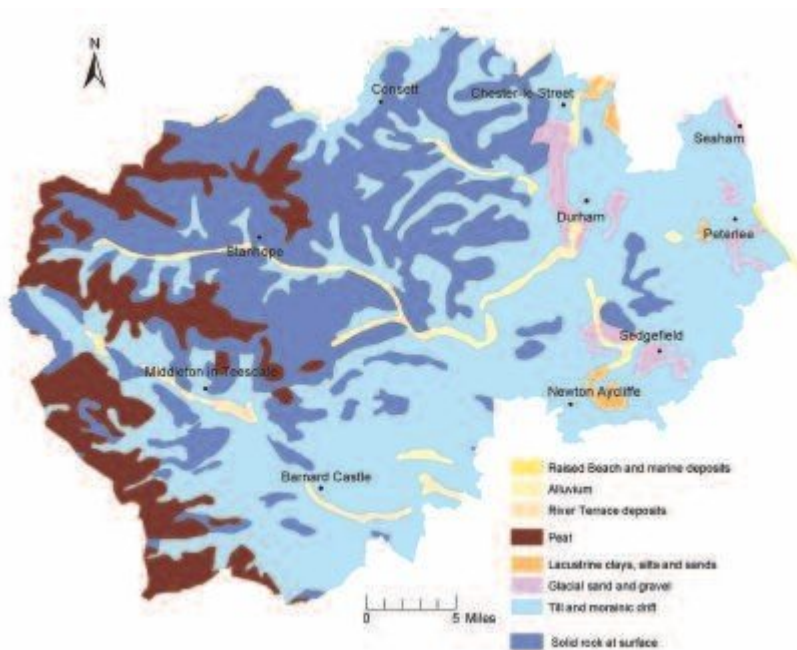 N
Consett
Chester-le-Street
Seaham
Durham
Peterlee
Stanhope
Sedgefield
Middleton in Teesdale
Newton Aycliffe
Barnard Castle
Raised Beach and marine deposits
Alluvium
River Terrace deposits
Peat
Lacustrine clays, silts and sands
Glacial sand and gravel
Till and morainic drift
0 5 Miles
Solid rock at surface